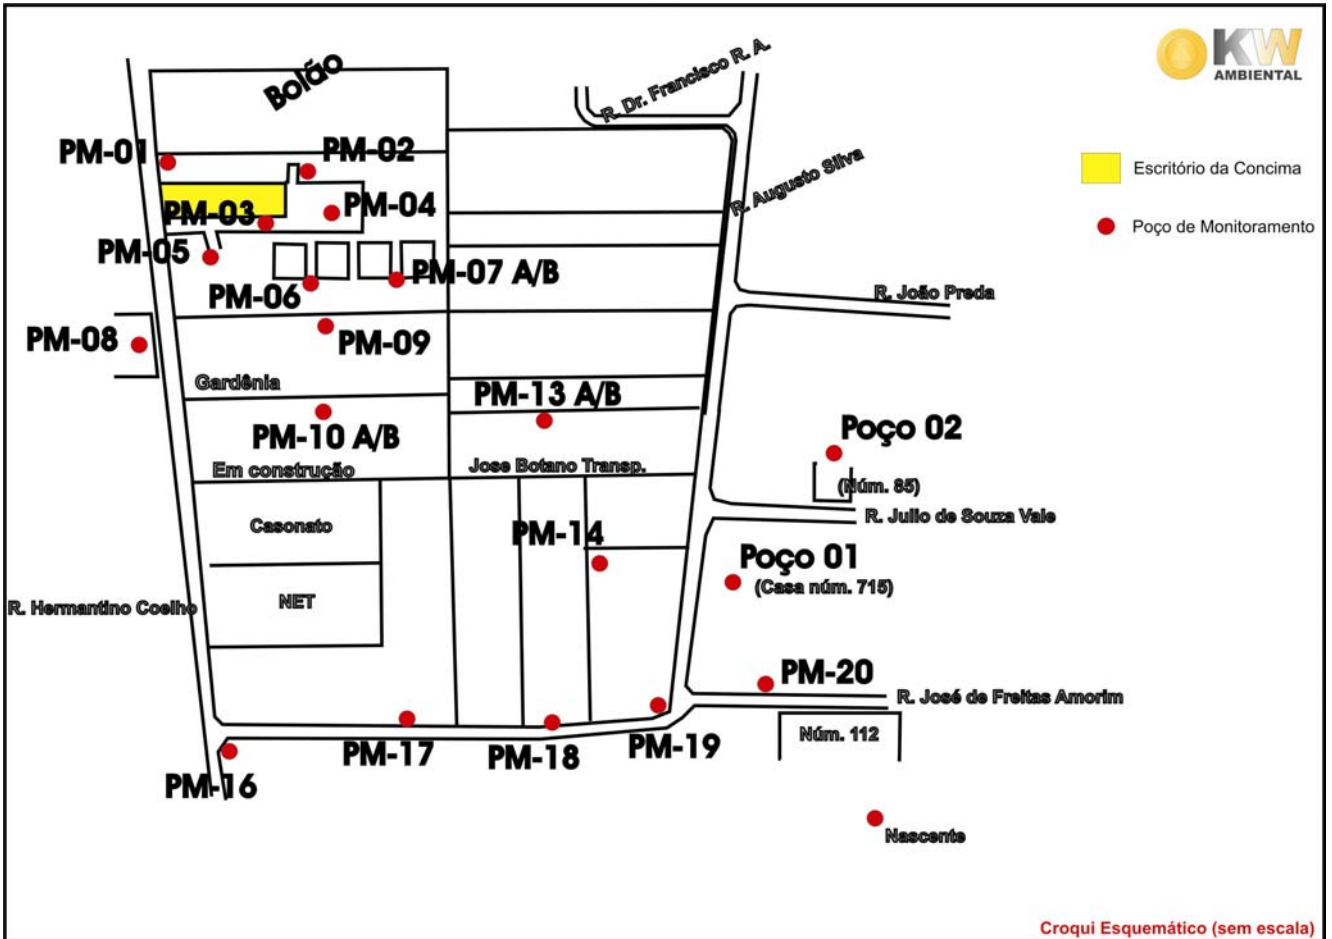 Bolão
R. Dr. Francisco R. A.
KW
AMBIENTAL
PM-01
PM-02
R. Augusto Silva
Escritório da Concima
PM-03
PM-04
Poço de Monitoramento
PM-05
PM-07 A/B
PM-06
R. João Preda
PM-08
PM-09
Gardênia
PM-13 A/B
PM-10 A/B
Poço 02
Em construção
Jose Botano Transp.
(Núm. 85)
Casonato
PM-14
R. Julio de Souza Vale
Poço 01
(Casa núm. 715)
R. Hermantino Coelho
NET
PM-20
R. José de Freitas Amorim
Núm. 112
PM-17
PM-18
PM-19
PM-16
Nascente
Croqui Esquemático (sem escala)